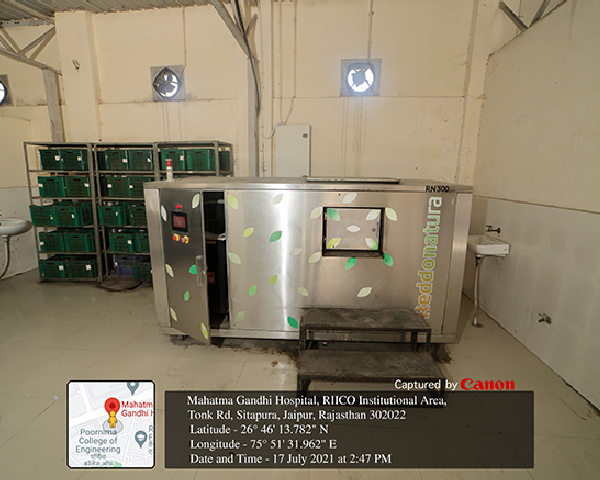 RN 300
Reddonatura
Captured by Canon
Mahatma Gandhi Hospital, RIICO Institutional Area,
Tonk Rd, Sitapura, Jaipur, Rajasthan 302022
Latitude - 26° 46' 13.782" N
Longitude - 75° 51' 31.962" E
Date and Time - 17 July 2021 at 2:47 PM
Mahatma
Gandhi H
Poornima
College of
Engineering